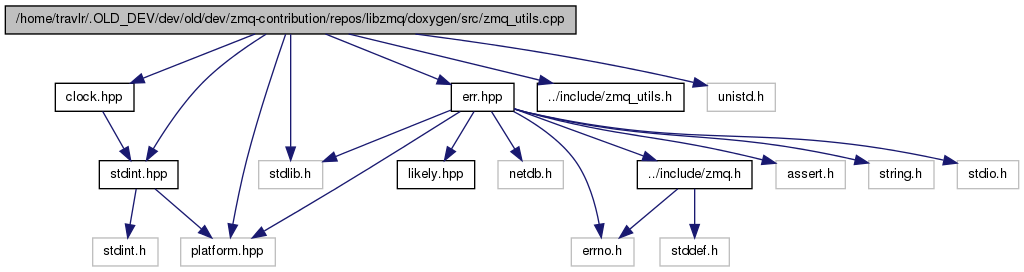 /home/travlr/.OLD_DEV/dev/old/dev/zmq-contribution/repos/libzmq/doxygen/src/zmq_utils.cpp
clock.hpp
err.hpp
../include/zmq_utils.h
unistd.h
stdint.hpp
stdlib.h
likely.hpp
netdb.h
../include/zmq.h
assert.h
string.h
stdio.h
stdint.h
platform.hpp
errno.h
stddef.h